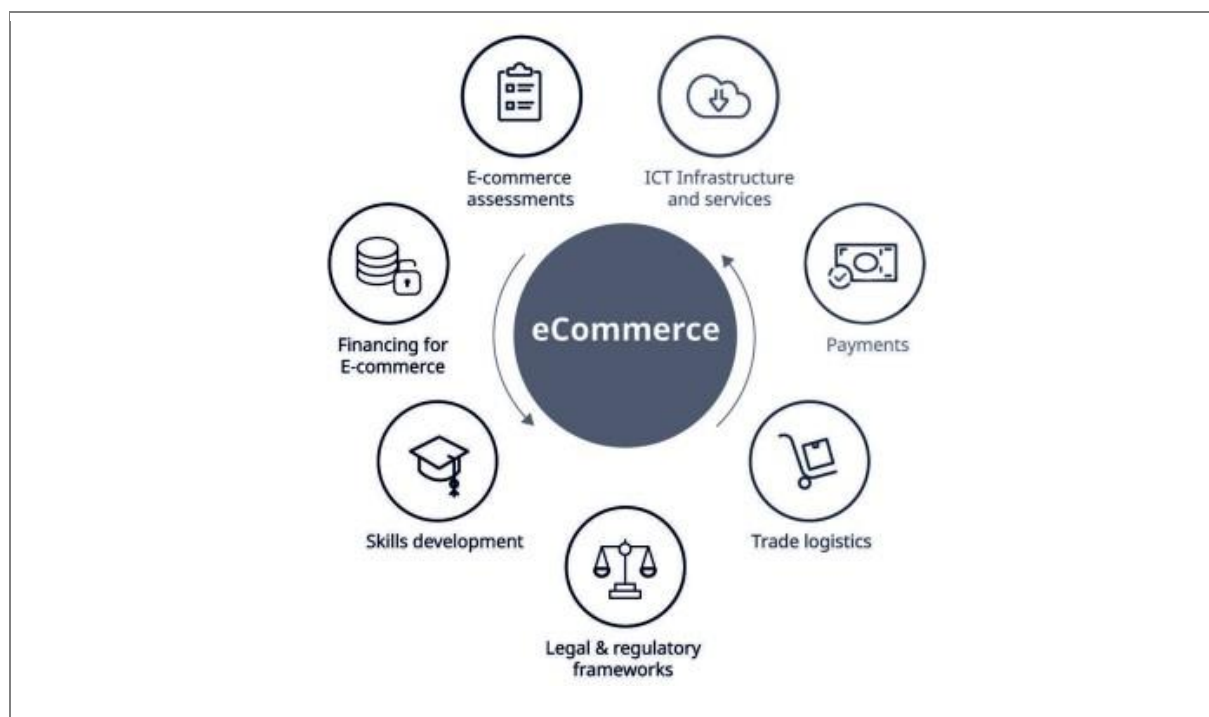 E-commerce
assessments
ICT Infrastructure
and services
Financing for
E-commerce
eCommerce
Payments
Skills development
Trade logistics
Legal & regulatory
frameworks